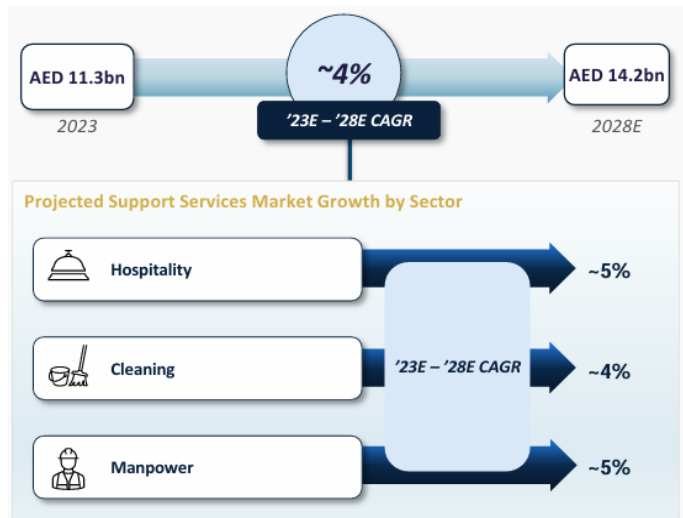 AED 11.3bn
~4%
AED 14.2bn
2023
’23E – ’28E CAGR
2028E
Projected Support Services Market Growth by Sector
Hospitality
~5%
Cleaning
’23E – ’28E CAGR
~4%
Manpower
~5%